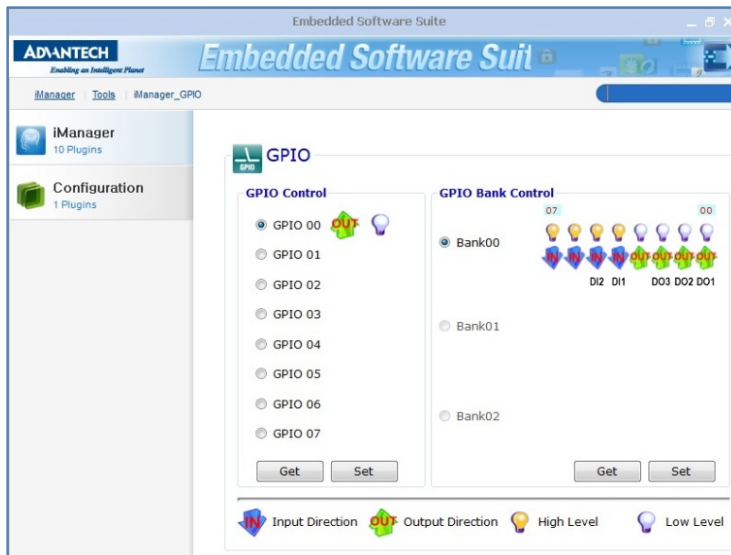 Embedded Software Suite
ADVANTECH
Enabling an Intelligent Planet
Embedded Software Suit
iManager | Tools | iManager_GPIO
iManager
10 Plugins
Configuration
1 Plugins
GPIO
GPIO
GPIO Control
GPIO 00 OUT
GPIO 01
GPIO 02
GPIO 03
GPIO 04
GPIO 05
GPIO 06
GPIO 07
Get Set
GPIO Bank Control
07 00
Bank00
IN IN IN IN OUT OUT OUT OUT
DI2 DI1 DO3 DO2 DO1
Bank01
Bank02
Get Set
IN Input Direction OUT Output Direction High Level Low Level